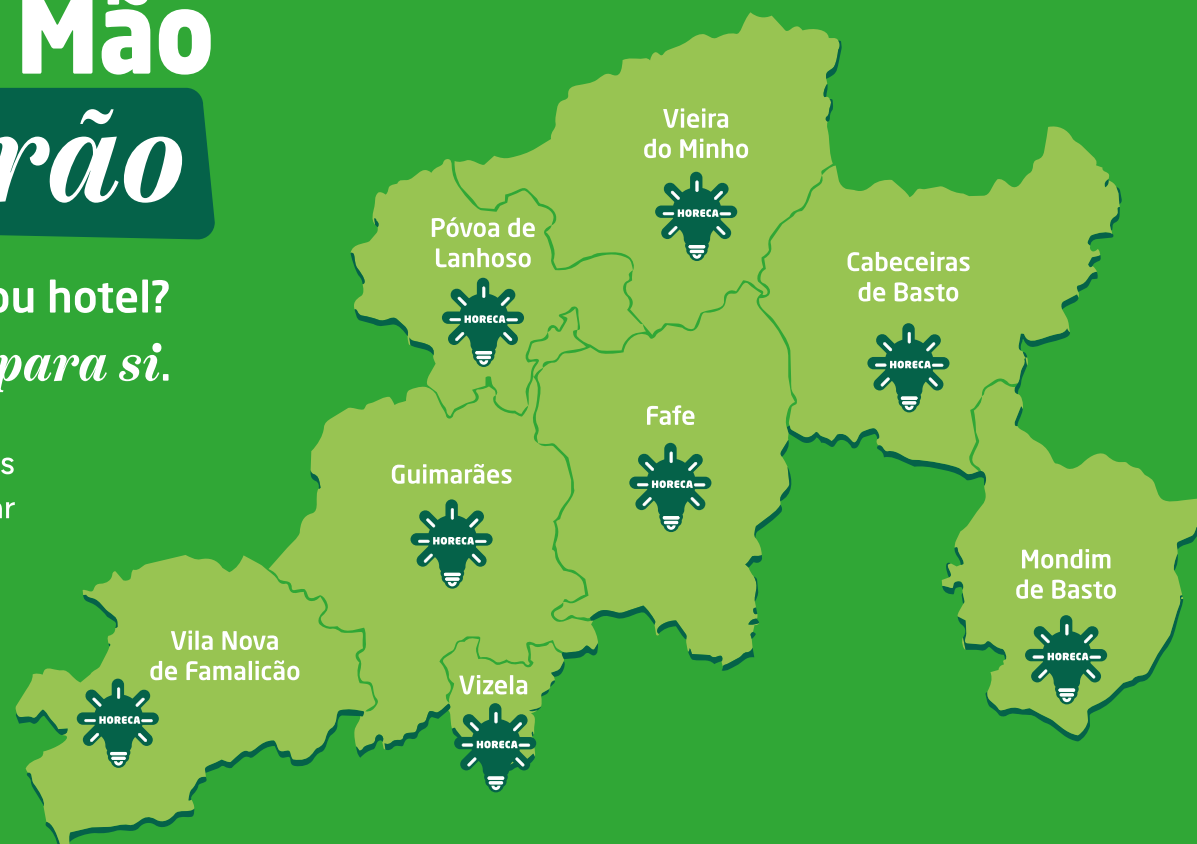 Mão
rão
ou hotel?
para si.
s
ar
Vieira
do Minho
HORECA
Póvoa de
Lanhoso
HORECA
Cabeceiras
de Basto
HORECA
Fafe
HORECA
Guimarães
HORECA
Mondim
de Basto
HORECA
Vila Nova
de Famalicão
HORECA
Vizela
HORECA